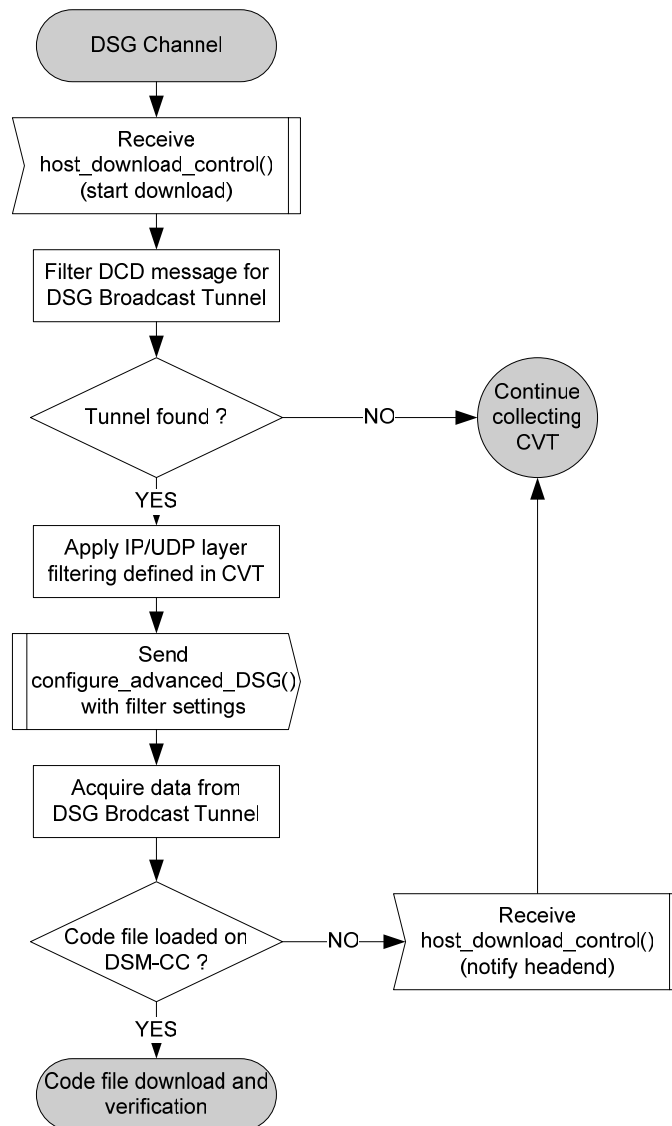 DSG Channel
Receive
host_download_control()
(start download)
Filter DCD message for
DSG Broadcast Tunnel
Tunnel found ?
NO
Continue
collecting
CVT
YES
Apply IP/UDP layer
filtering defined in CVT
Send
configure_advanced_DSG()
with filter settings
Acquire data from
DSG Brodcast Tunnel
Code file loaded on
DSM-CC ?
NO
Receive
host_download_control()
(notify headend)
YES
Code file download and
verification